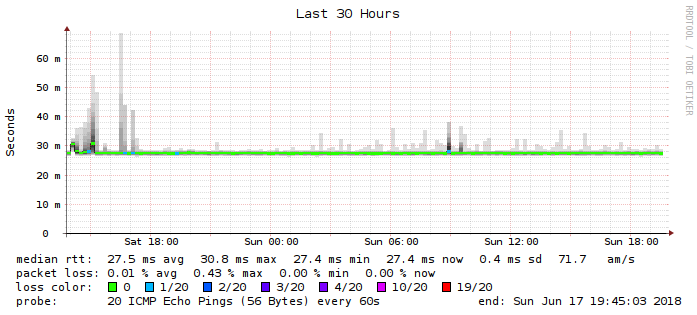 Last 30 Hours
RRDTOOL / TOBI OETIKER
Seconds
60 m
50 m
40 m
30 m
20 m
10 m
0
Sat 18:00 Sun 00:00 Sun 06:00 Sun 12:00 Sun 18:00
median rtt: 27.5 ms avg 30.8 ms max 27.4 ms min 27.4 ms now 0.4 ms sd 71.7 am/s
packet loss: 0.01 % avg 0.43 % max 0.00 % min 0.00 % now
loss color: 0 1/20 2/20 3/20 4/20 10/20 19/20
probe: 20 ICMP Echo Pings (56 Bytes) every 60s end: Sun Jun 17 19:45:03 2018